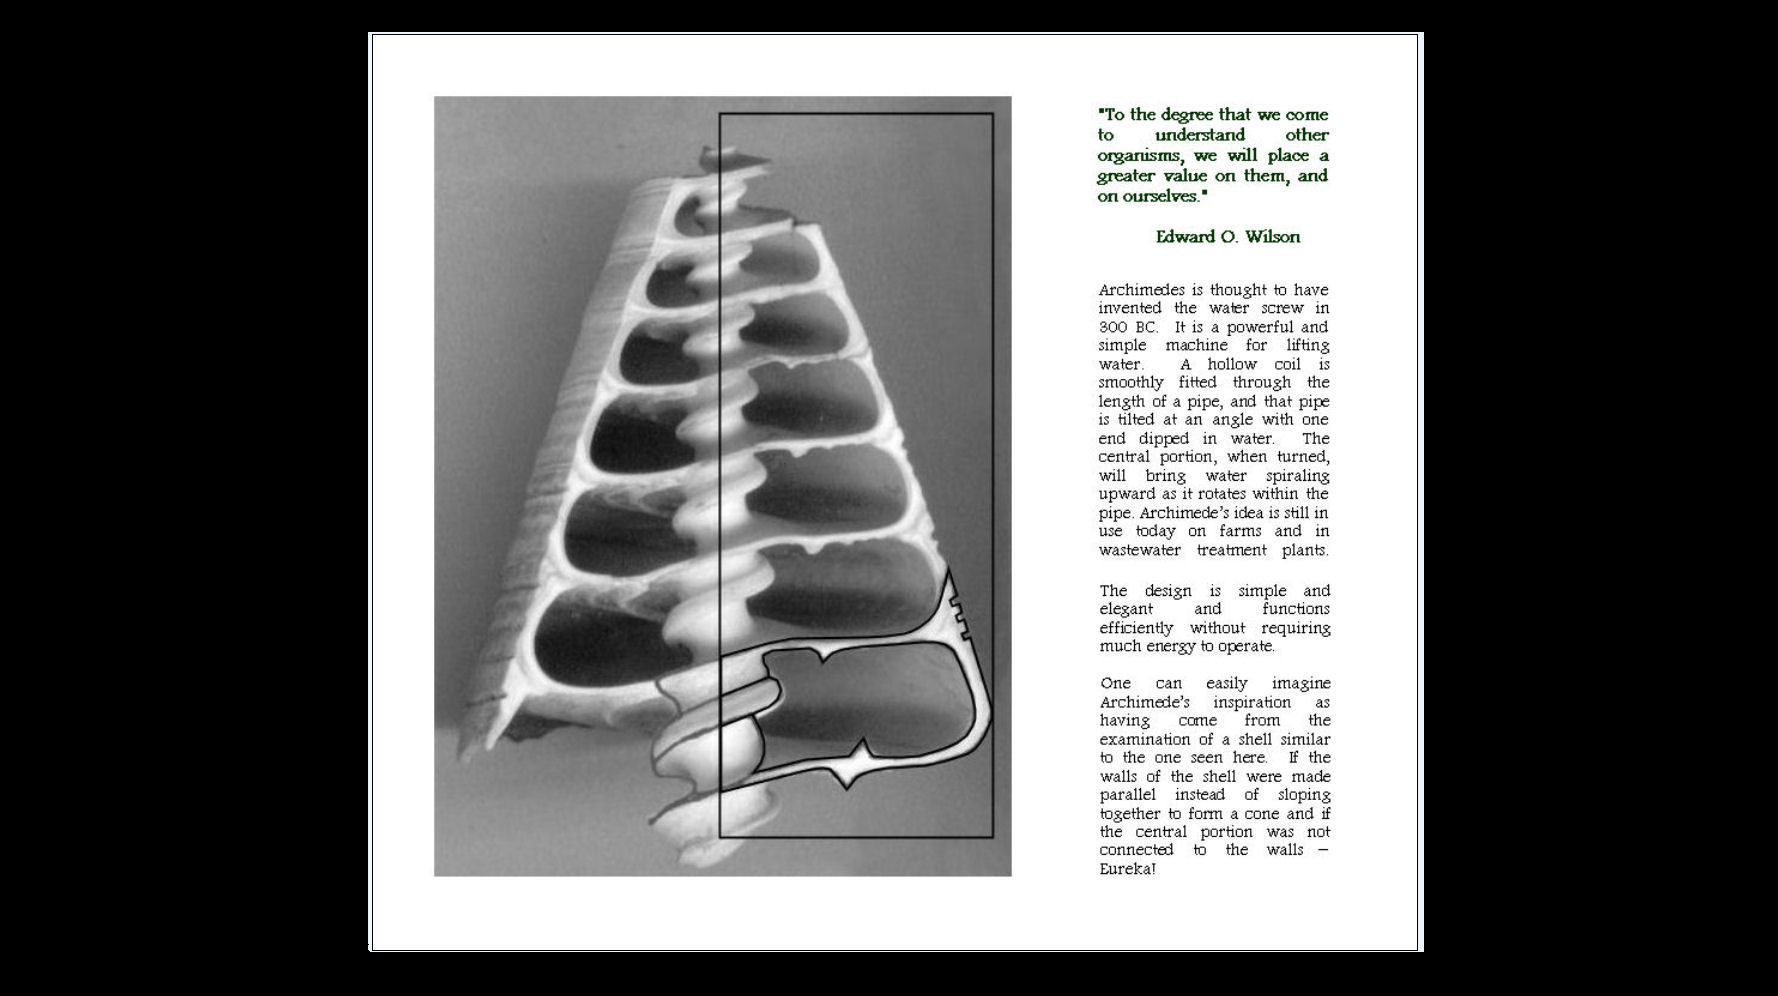 "To the degree that we come
to understand other
organisms, we will place a
greater value on them, and
on ourselves."
Edward O. Wilson
Archimedes is thought to have
invented the water screw in
300 BC. It is a powerful and
simple machine for lifting
water. A hollow coil is
smoothly fitted through the
length of a pipe, and that pipe
is tilted at an angle with one
end dipped in water. The
central portion, when turned,
will bring water spiraling
upward as it rotates within the
pipe. Archimede's idea is still in
use today on farms and in
wastewater treatment plants.
The design is simple and
elegant and functions
efficiently without requiring
much energy to operate.
One can easily imagine
Archimede's inspiration as
having come from the
examination of a shell similar
to the one seen here. If the
walls of the shell were made
parallel instead of sloping
together to form a cone and if
the central portion was not
connected to the walls –
Eureka!